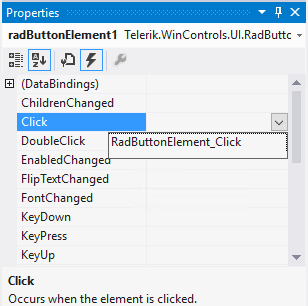 Properties
radButtonElement1 Telerik.WinControls.UI.RadButto
(DataBindings)
ChildrenChanged
Click
DoubleClick
RadButtonElement_Click
EnabledChanged
FlipTextChanged
FontChanged
KeyDown
KeyPress
KeyUp
Click
Occurs when the element is clicked.